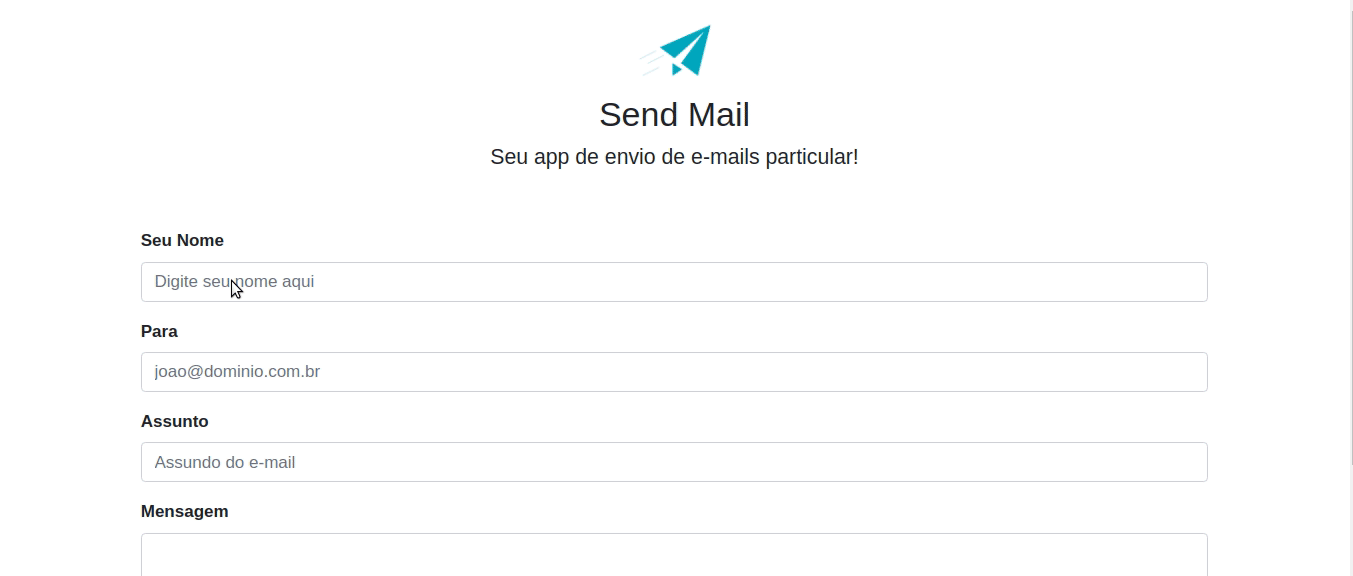 Send Mail
Seu app de envio de e-mails particular!
Seu Nome
Digite seu nome aqui
Para
joao@dominio.com.br
Assunto
Assundo do e-mail
Mensagem